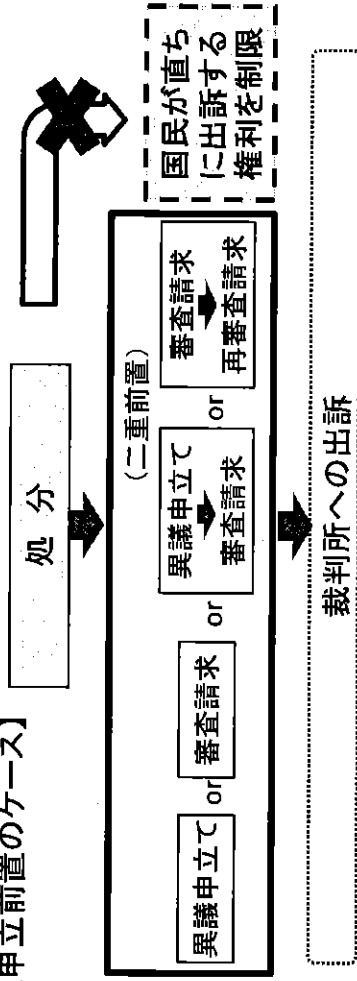 申立前置のケース】
処 分
国民が直ち
に出訴する
権利を制限
(二重前置)
異議申立て
or
審査請求
or
異議申立て
審査請求
or
審査請求
再審査請求
裁判所への出訴